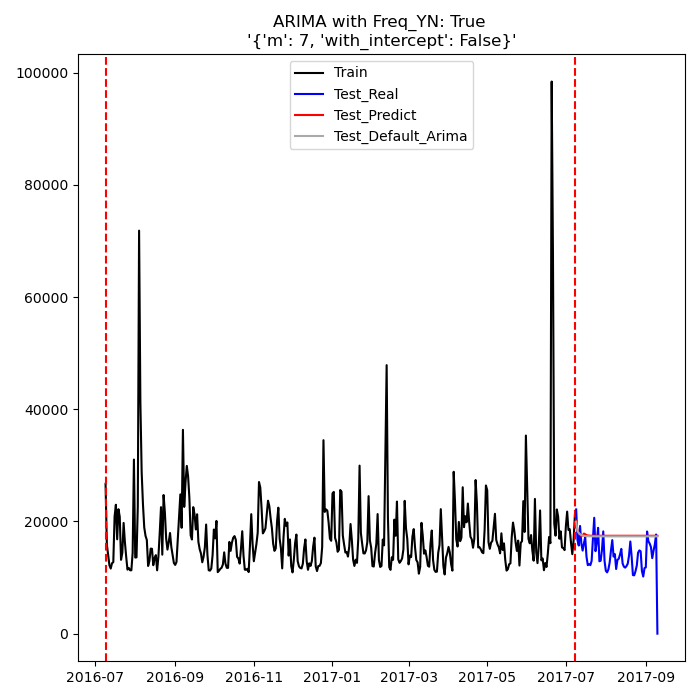 ARIMA with Freq_YN: True
'{'m': 7, 'with_intercept': False}'
Train
Test_Real
Test_Predict
Test_Default_Arima
100000
80000
60000
40000
20000
0
2016-07 2016-09 2016-11 2017-01 2017-03 2017-05 2017-07 2017-09